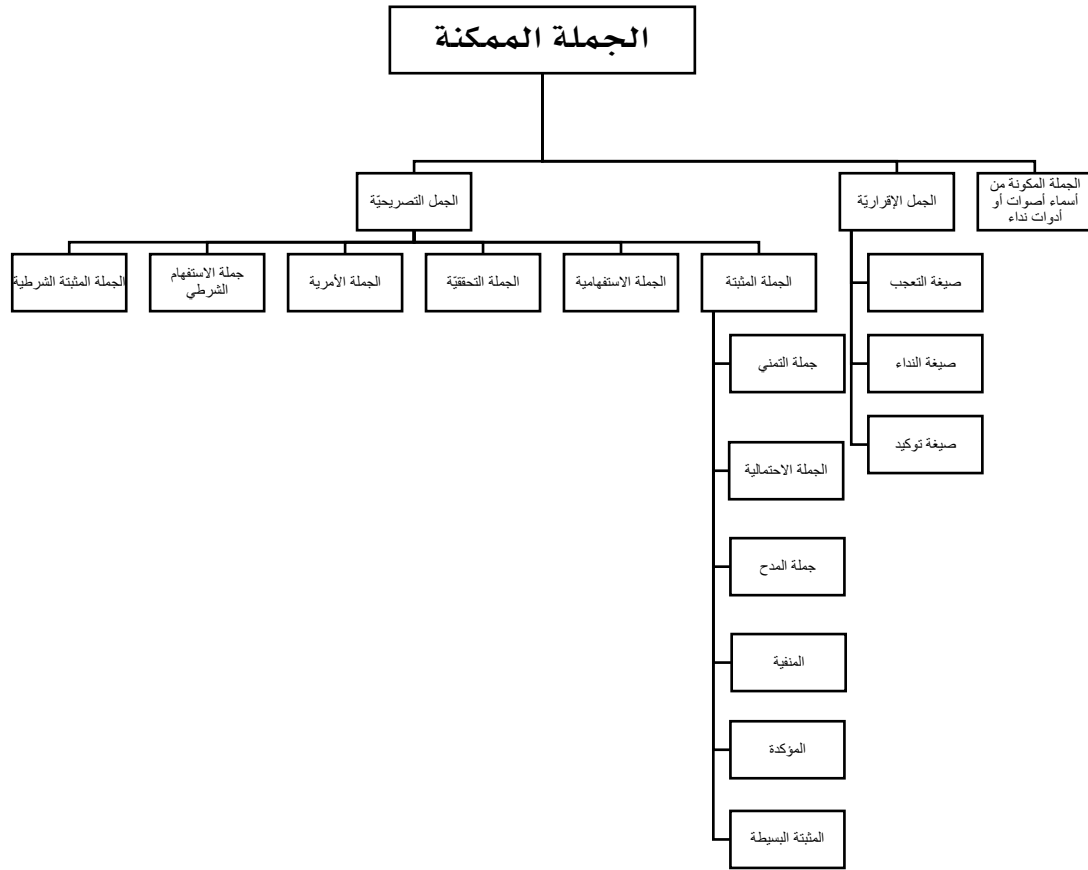 الجملة الممكنة
الجملة المكونة من
أسماء أصوات أو
أدوات نداء
الجمل الإقراريّة
الجمل التصريحيّة
صيغة التعجب
صيغة النداء
صيغة توكيد
الجملة المثبتة
الجملة الاستفهامية
الجملة التحققيّة
الجملة الأمرية
جملة الاستفهام
الشرطي
الجملة المثبتة الشرطية
جملة التمني
الجملة الاحتمالية
جملة المدح
المنفية
المؤكدة
المثبتة البسيطة